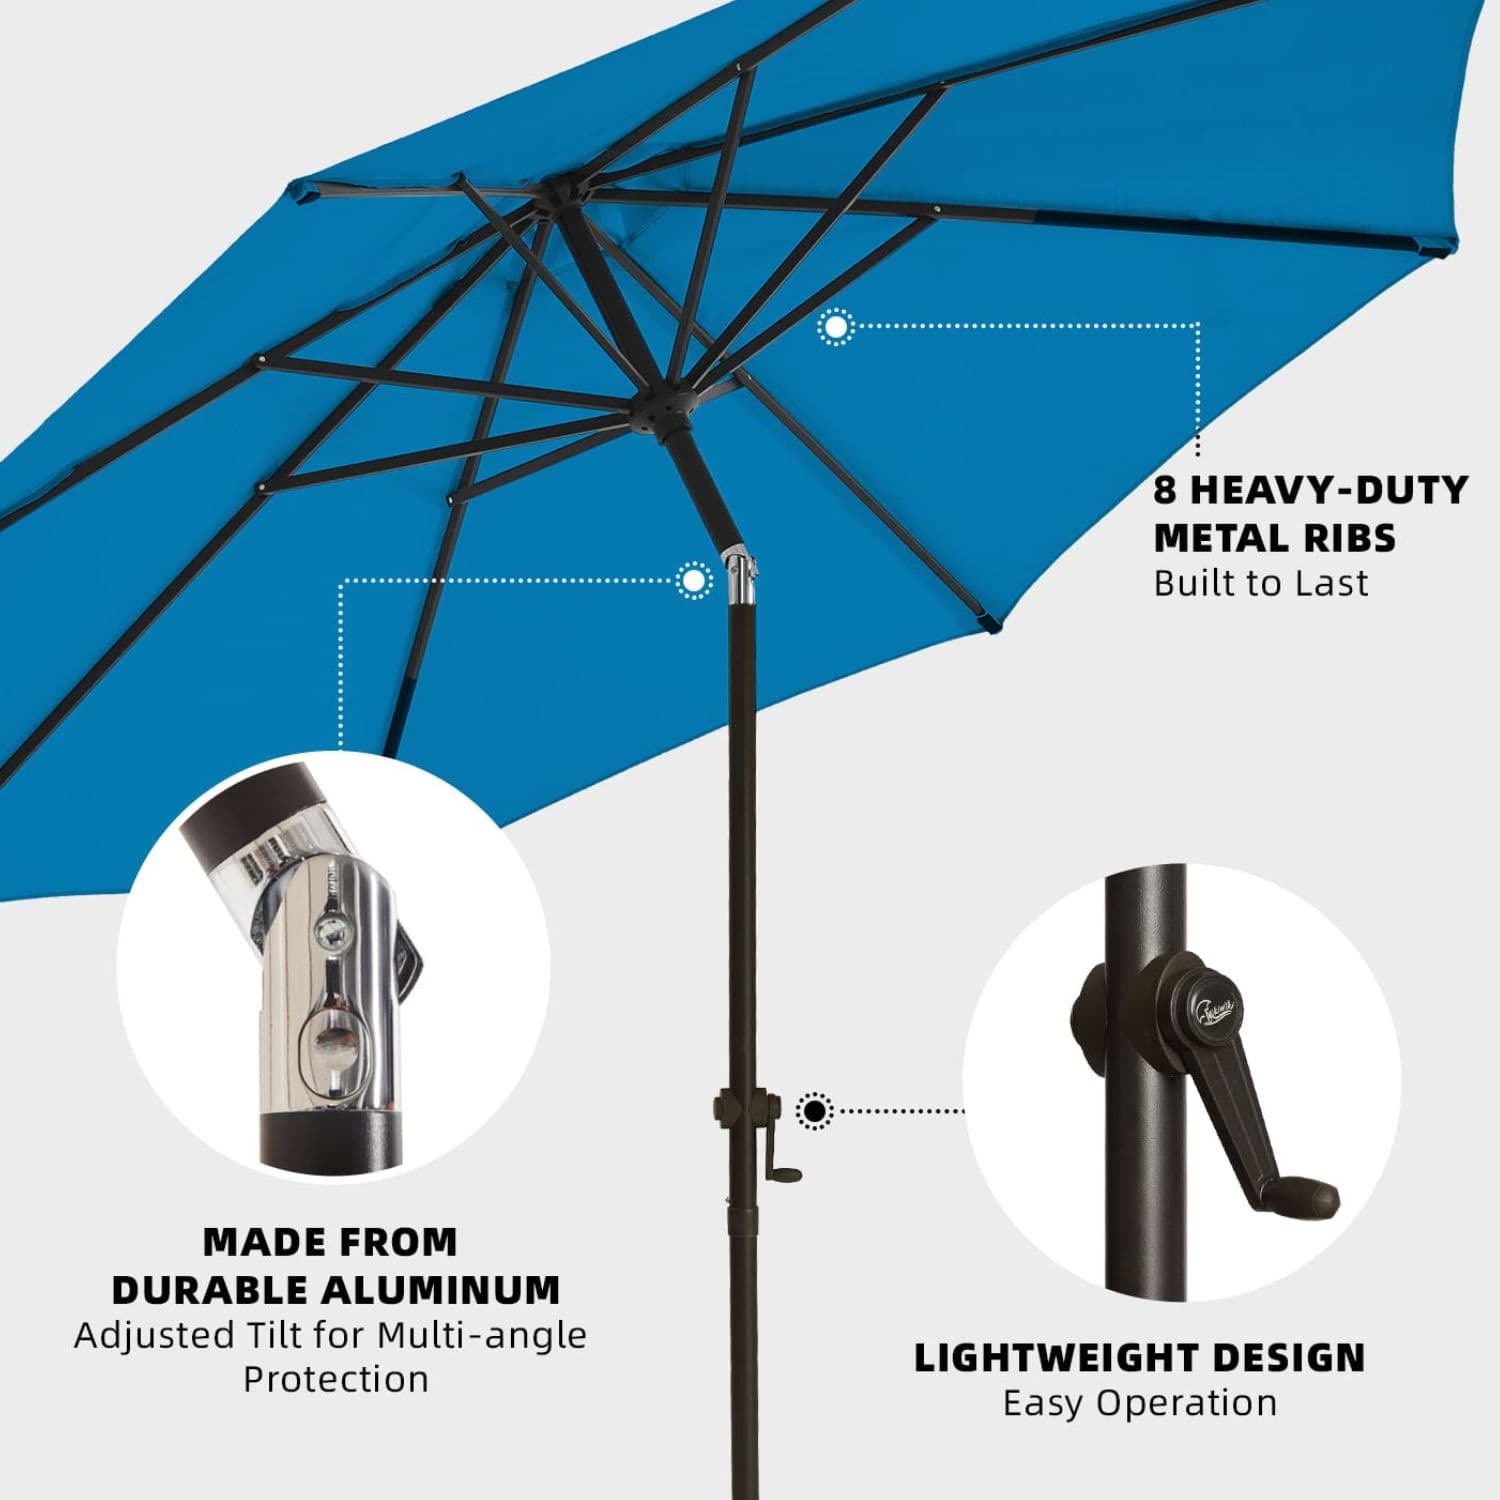 8 HEAVY-DUTY
METAL RIBS
Built to Last
MADE FROM
DURABLE ALUMINUM
Adjusted Tilt for Multi-angle
Protection
LIGHTWEIGHT DESIGN
Easy Operation